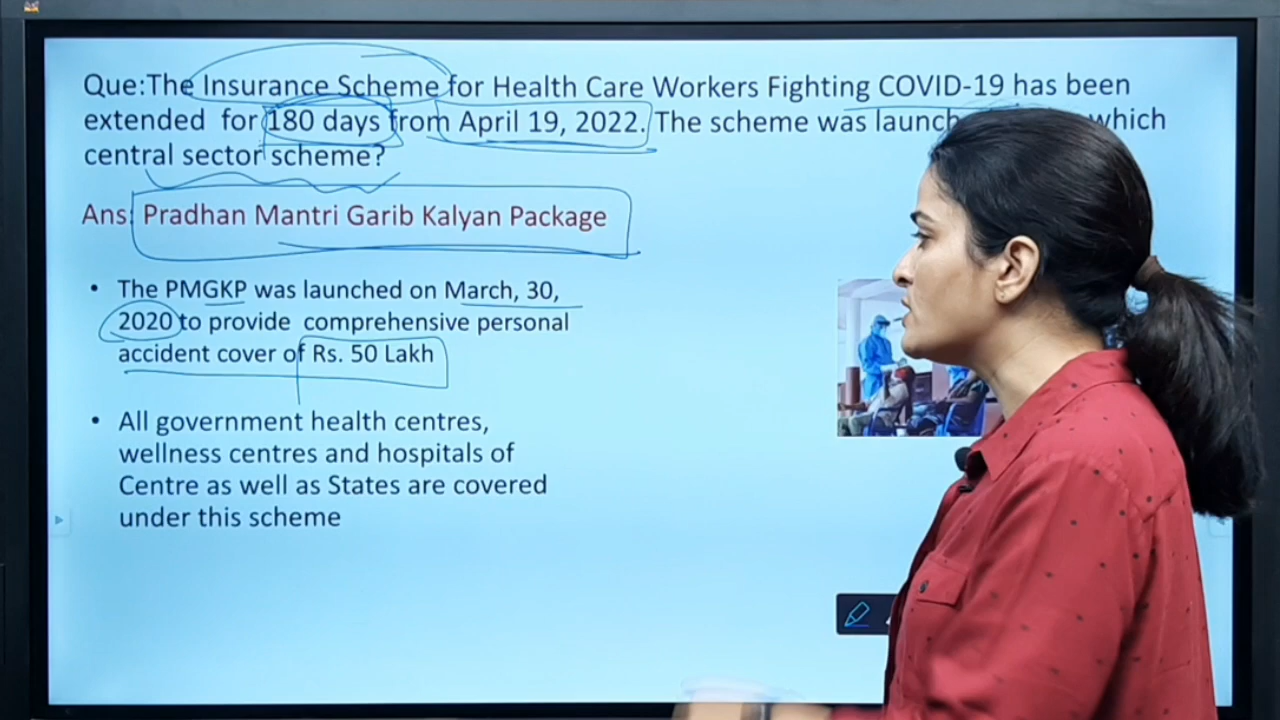 Que:The Insurance Scheme for Health Care Workers Fighting COVID-19 has been
extended for 180 days from April 19, 2022. The scheme was which
central sector scheme?
Ans: Pradhan Mantri Garib Kalyan Package
• The PMGKP was launched on March, 30,
2020 to provide comprehensive personal
accident cover of Rs. 50 Lakh
• All government health centres,
wellness centres and hospitals of
Centre as well as States are covered
under this scheme